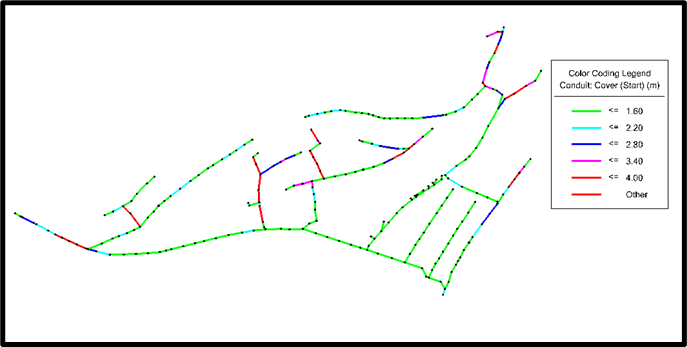 Color Coding Legend
Conduit: Cover (Start) (m)
<= 1.60
<= 2.20
<= 2.80
<= 3.40
<= 4.00
Other